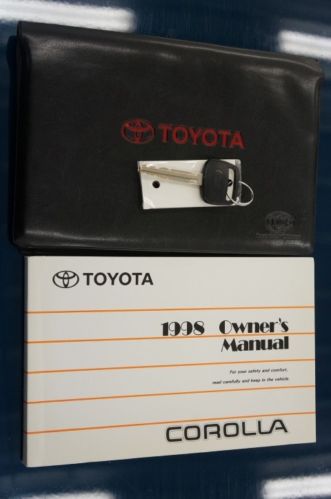 TOYOTA
TOYOTA
1998 Owner's
Manual
For your safety and comfort,
read carefully and keep in the vehicle.
COROLLA